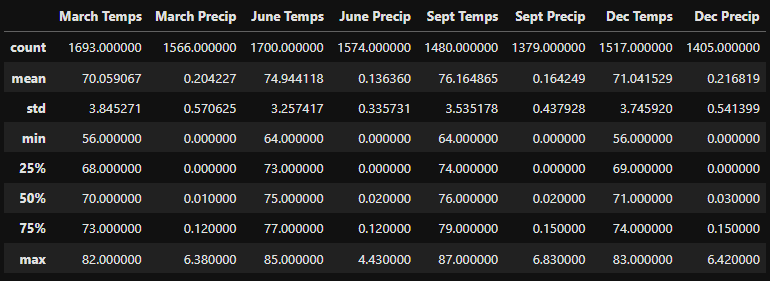 March Temps March Precip June Temps June Precip Sept Temps Sept Precip Dec Temps Dec Precip
count 1693.000000 1566.000000 1700.000000 1574.000000 1480.000000 1379.000000 1517.000000 1405.000000
mean 70.059067 0.204227 74.944118 0.136360 76.164865 0.164249 71.041529 0.216819
std 3.845271 0.570625 3.257417 0.335731 3.535178 0.437928 3.745920 0.541399
min 56.000000 0.000000 64.000000 0.000000 64.000000 0.000000 56.000000 0.000000
25% 68.000000 0.000000 73.000000 0.000000 74.000000 0.000000 69.000000 0.000000
50% 70.000000 0.010000 75.000000 0.020000 76.000000 0.020000 71.000000 0.030000
75% 73.000000 0.120000 77.000000 0.120000 79.000000 0.150000 74.000000 0.150000
max 82.000000 6.380000 85.000000 4.430000 87.000000 6.830000 83.000000 6.420000